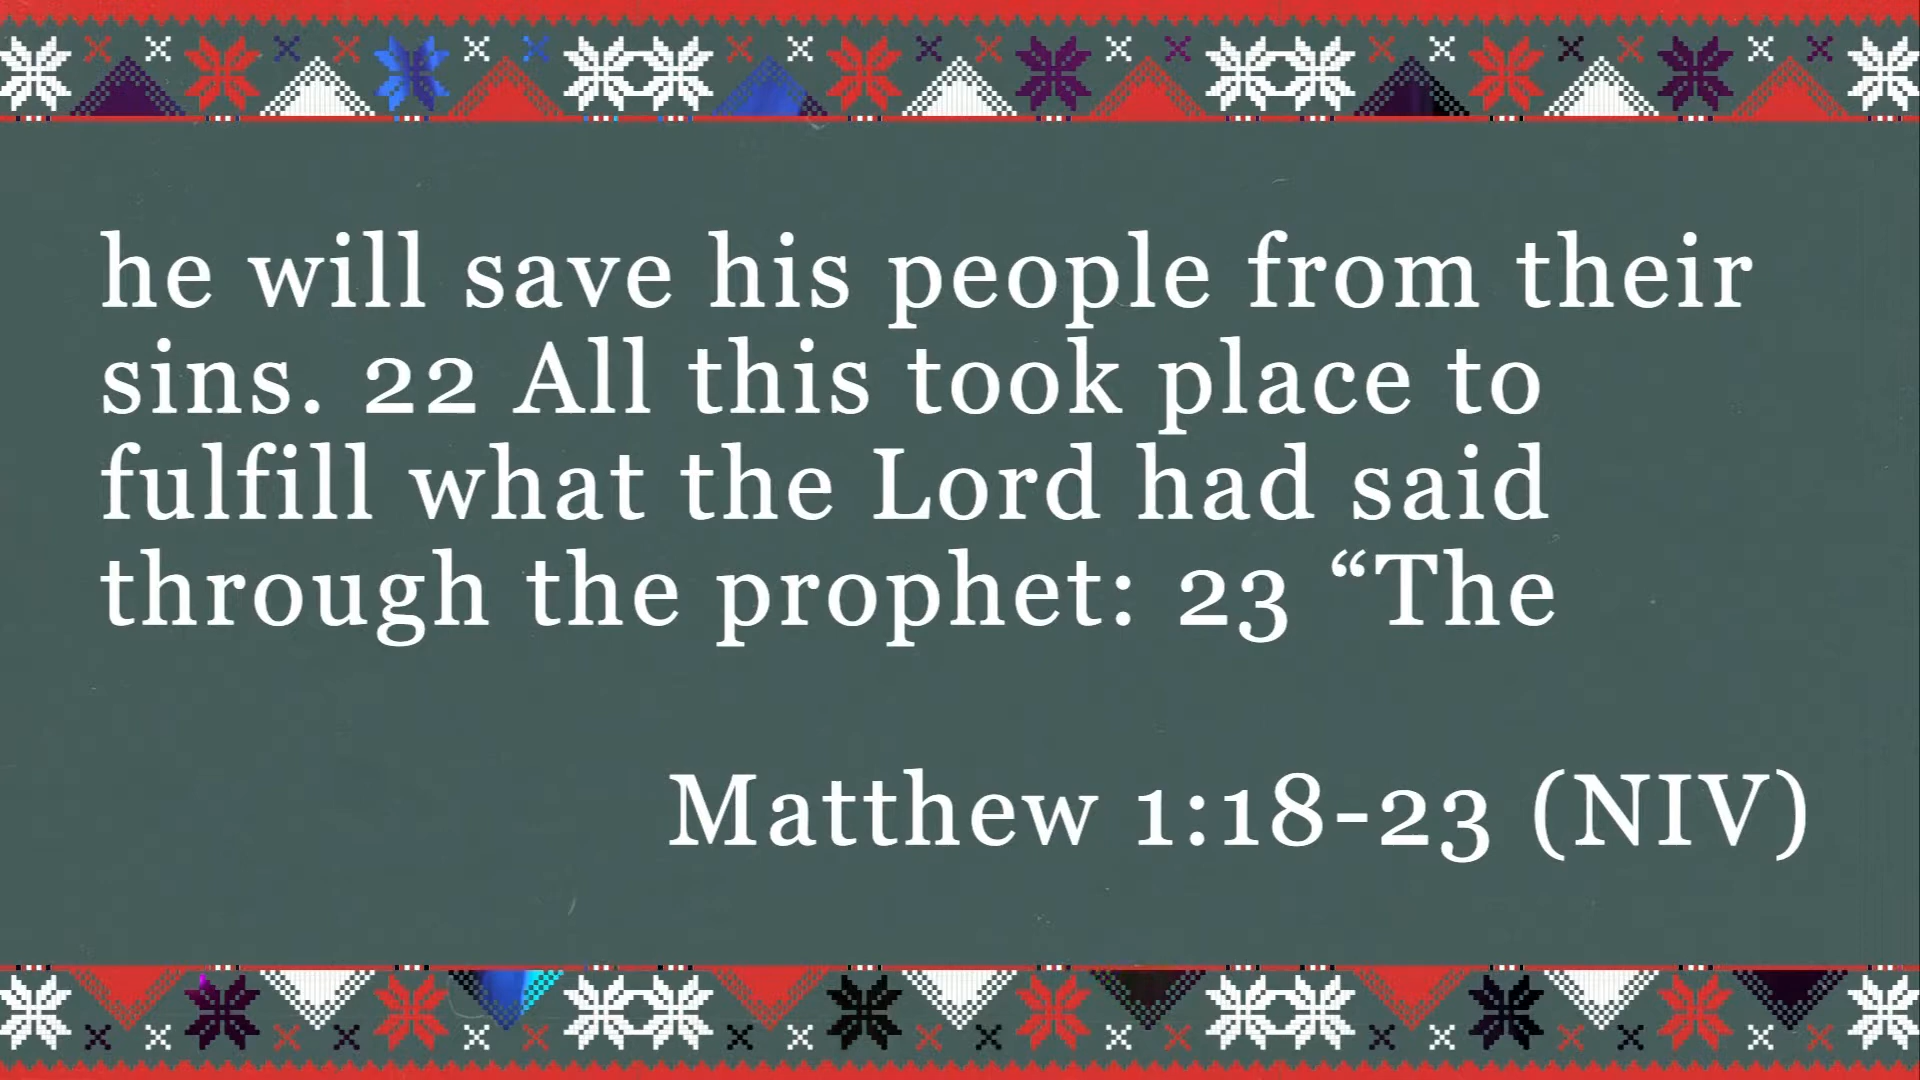 he will save his people from their
sins. 22 All this took place to
fulfill what the Lord had said
through the prophet: 23 “The
Matthew 1:18-23 (NIV)